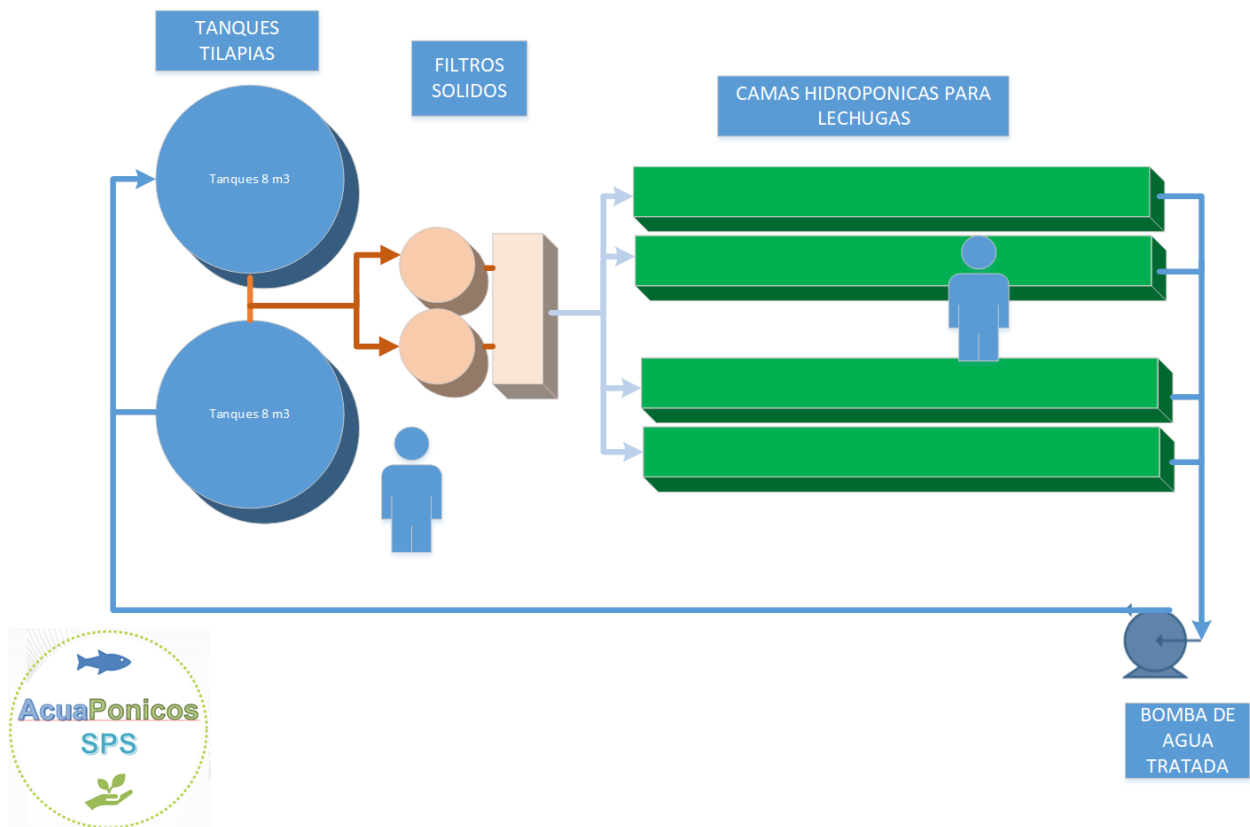 TANQUES
TILAPIAS
FILTROS
SOLIDOS
CAMAS HIDROPONICAS PARA
LECHUGAS
Tanques 8 m3
Tanques 8 m3
AcuaPonicos
SPS
BOMBA DE
AGUA
TRATADA